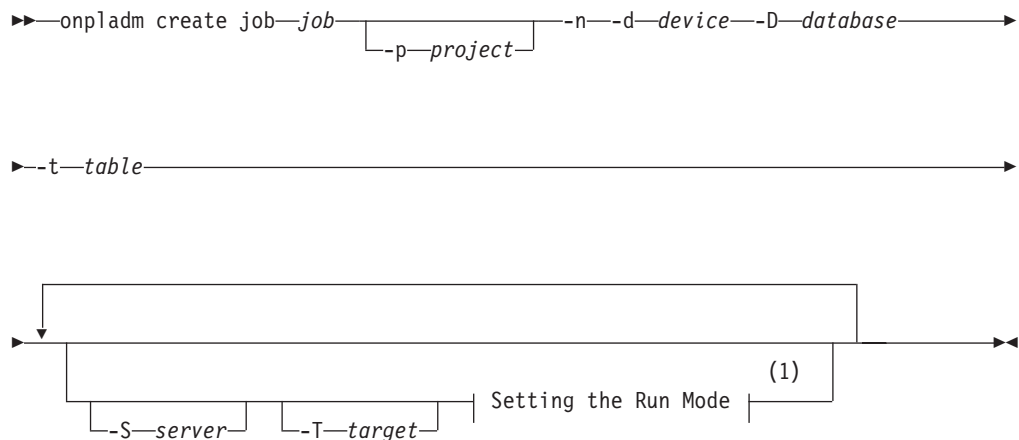 onpladm create job job -n -d device -D database
-p project
-t table
(1)
Setting the Run Mode
-S server -T target